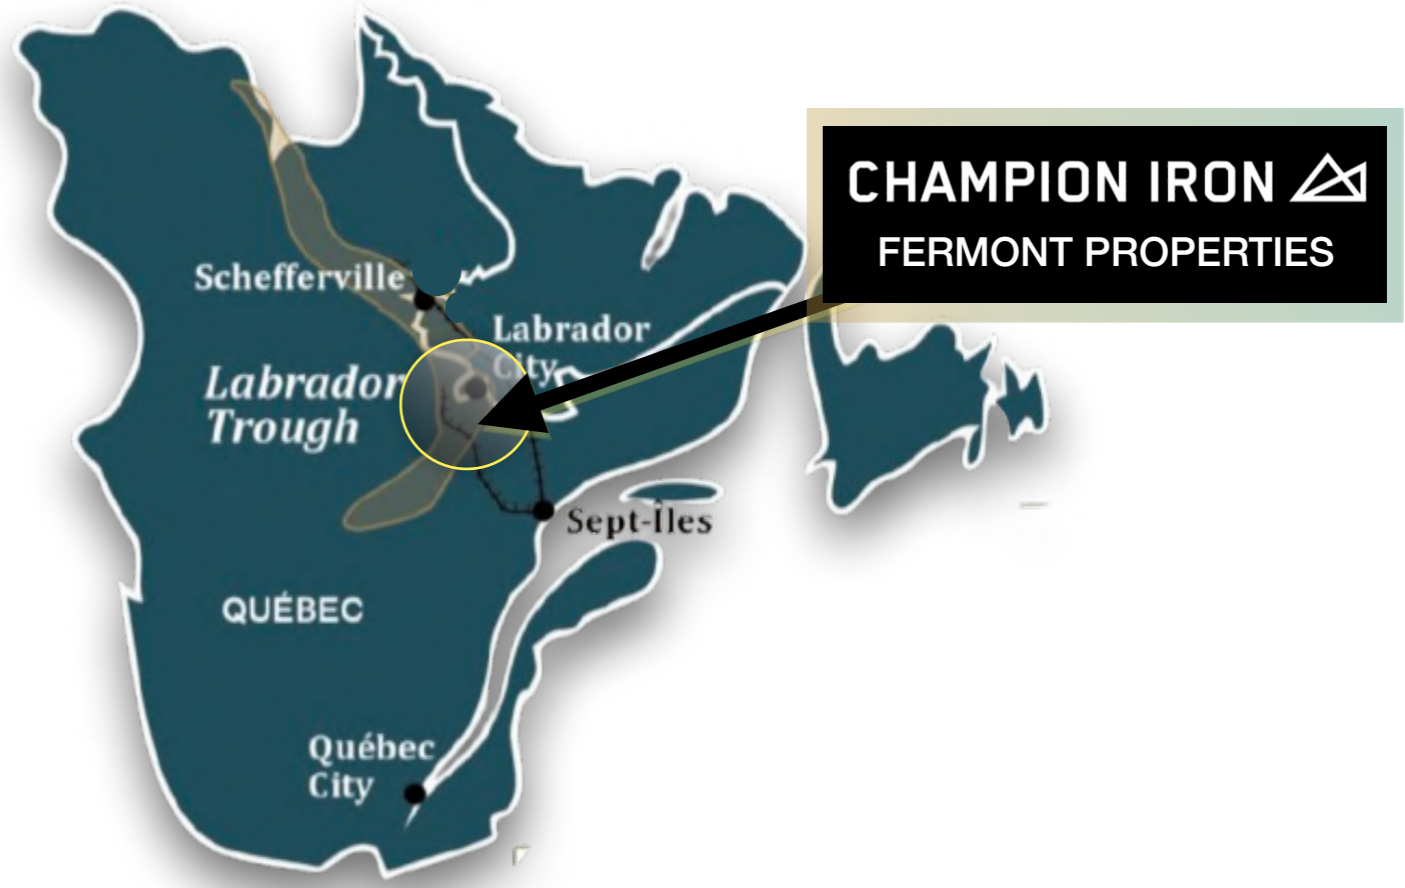 CHAMPION IRON
FERMONT PROPERTIES
Schefferville
Labrador
City
Labrador
Trough
Sept-Îles
QUÉBEC
Québec
City